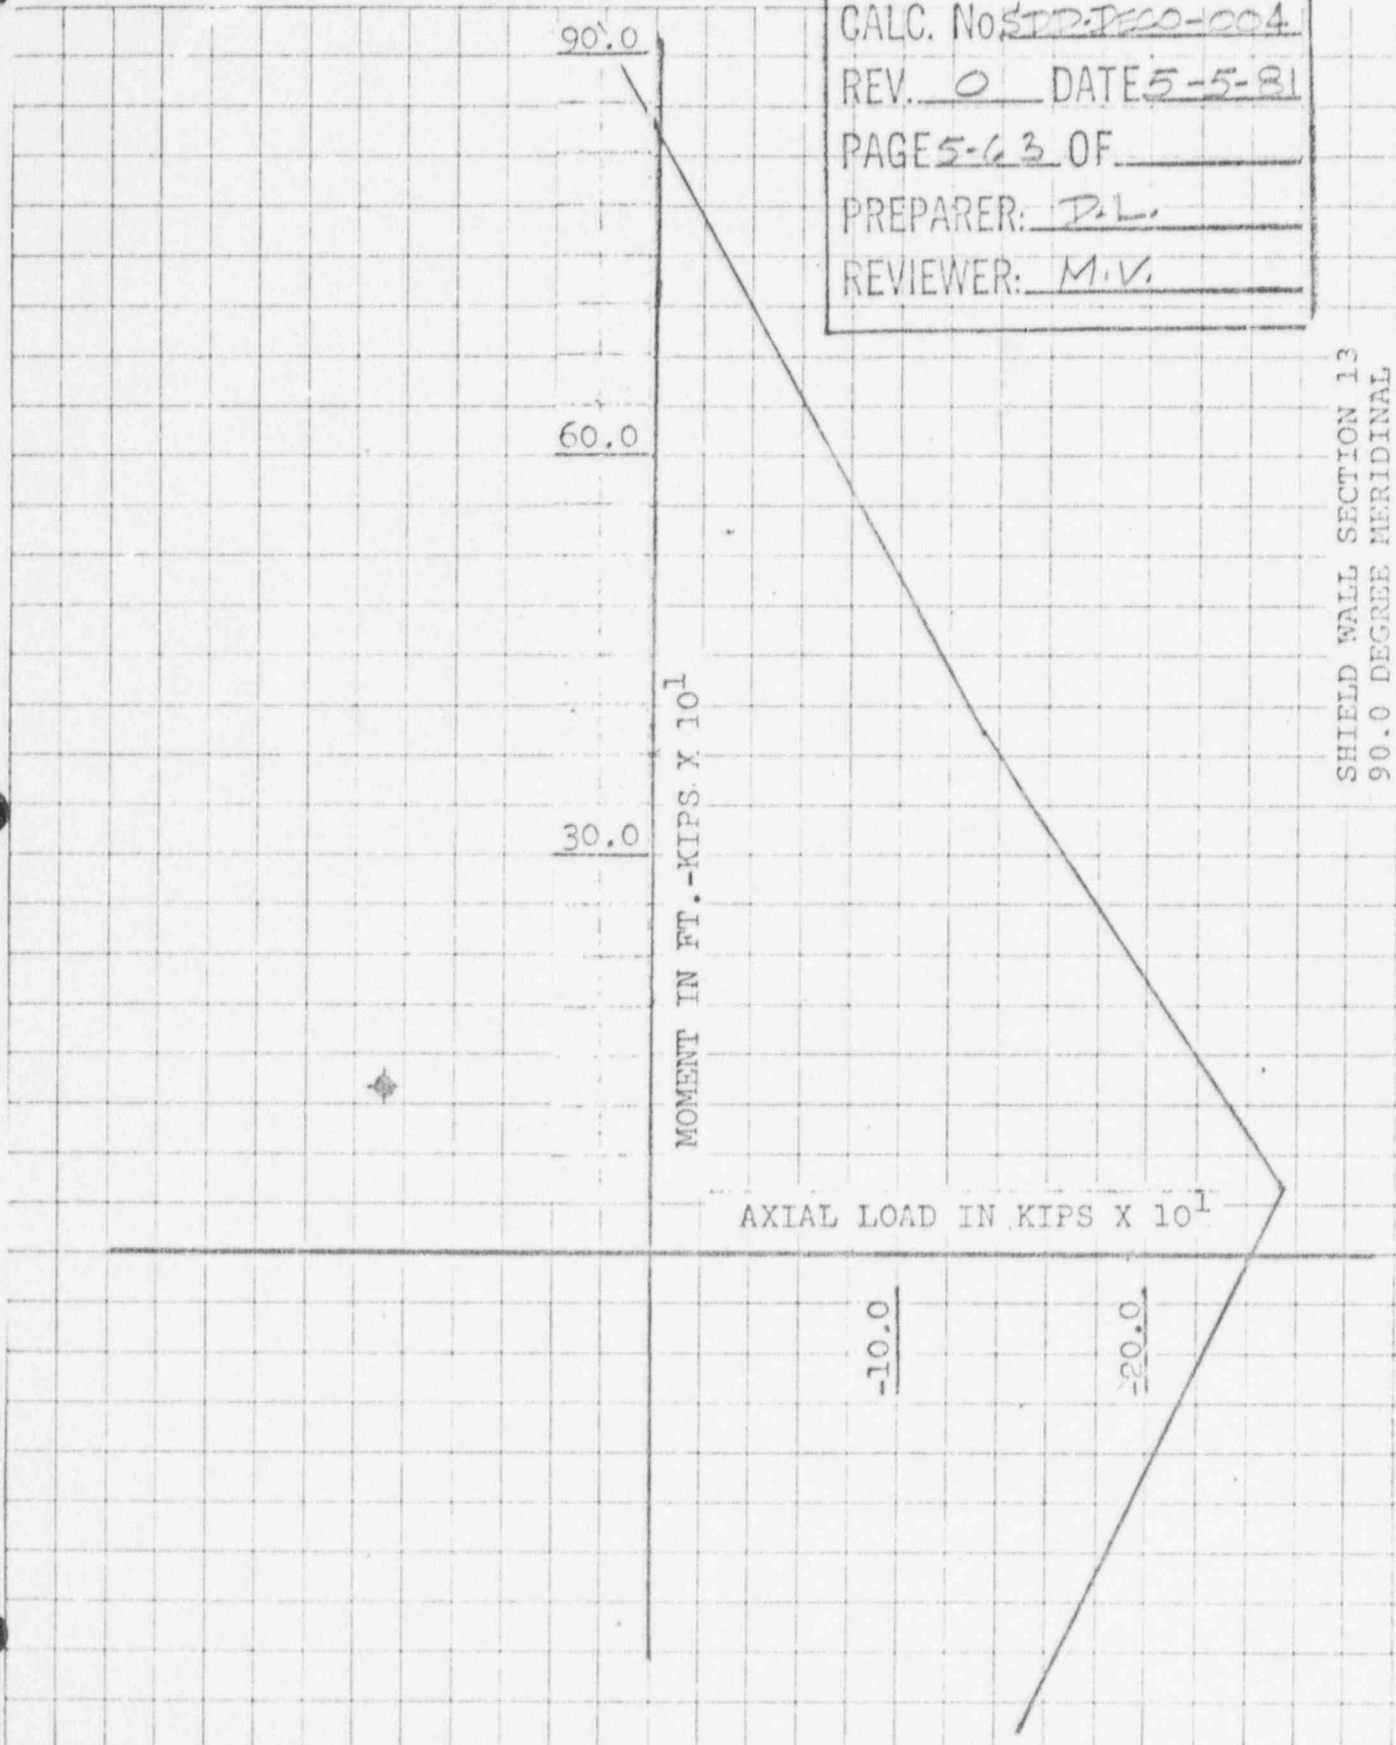 CALC. No. SDD-DECO-004
REV. 0 DATE 5-5-81
PAGE 5-63 OF
PREPARER: D.L.
REVIEWER: M.V.
90.0
60.0
30.0
MOMENT IN FT.-KIPS X 10¹
AXIAL LOAD IN KIPS X 10¹
-10.0
-20.0
SHIELD WALL SECTION 13
90.0 DEGREE MERIDINAL